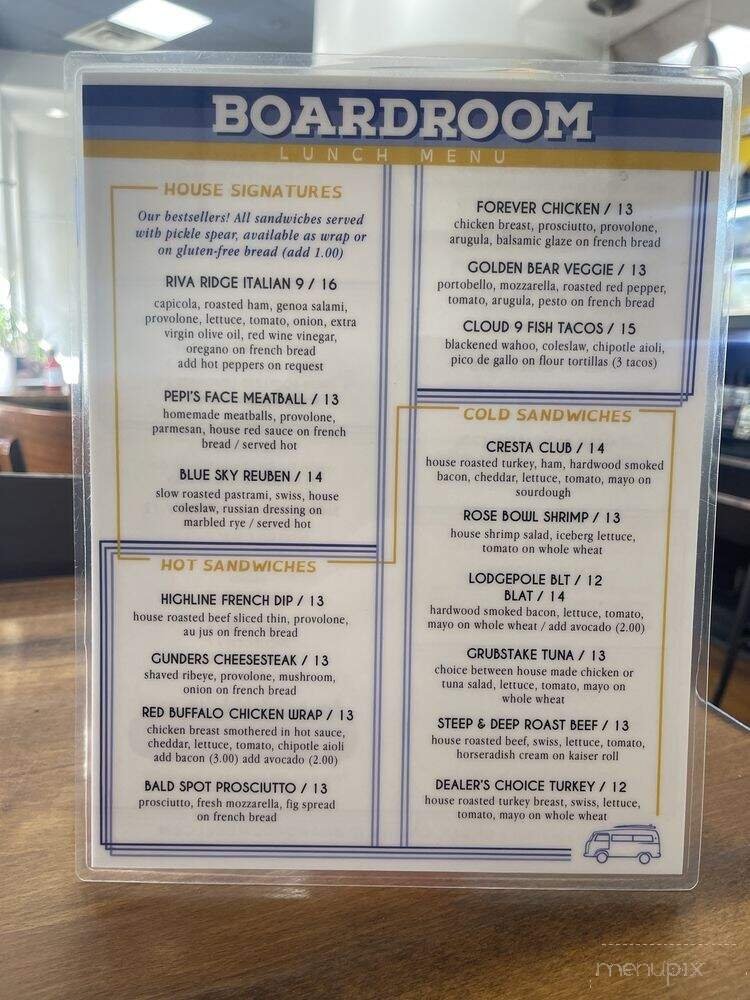 BOARDROOM
LUNCH MENU
HOUSE SIGNATURES
Our bestsellers! All sandwiches served
with pickle spear, available as wrap or
on gluten-free bread (add 1.00)
RIVA RIDGE ITALIAN 9 / 16
capicola, roasted ham, genoa salami,
provolone, lettuce, tomato, onion, extra
virgin olive oil, red wine vinegar,
oregano on french bread
add hot peppers on request
PEPI'S FACE MEATBALL / 13
homemade meatballs, provolone,
parmesan, house red sauce on french
bread / served hot
BLUE SKY REUBEN / 14
slow roasted pastrami, swiss, house
coleslaw, russian dressing on
marbled rye / served hot
HOT SANDWICHES
HIGHLINE FRENCH DIP / 13
house roasted beef sliced thin, provolone,
au jus on french bread
GUNDERS CHEESESTEAK / 13
shaved ribeye, provolone, mushroom,
onion on french bread
RED BUFFALO CHICKEN WRAP / 13
chicken breast smothered in hot sauce,
cheddar, lettuce, tomato, chipotle aioli
add bacon (3.00) add avocado (2.00)
BALD SPOT PROSCIUTTO / 13
prosciutto, fresh mozzarella, fig spread
on french bread
FOREVER CHICKEN / 13
chicken breast, prosciutto, provolone,
arugula, balsamic glaze on french bread
GOLDEN BEAR VEGGIE / 13
portobello, mozzarella, roasted red pepper,
tomato, arugula, pesto on french bread
CLOUD 9 FISH TACOS / 15
blackened wahoo, coleslaw, chipotle aioli,
pico de gallo on flour tortillas (3 tacos)
COLD SANDWICHES
CRESTA CLUB / 14
house roasted turkey, ham, hardwood smoked
bacon, cheddar, lettuce, tomato, mayo on
sourdough
ROSE BOWL SHRIMP / 13
house shrimp salad, iceberg lettuce,
tomato on whole wheat
LODGEPOLE BLT / 12
BLAT / 14
hardwood smoked bacon, lettuce, tomato,
mayo on whole wheat / add avocado (2.00)
GRUBSTAKE TUNA / 13
choice between house made chicken or
tuna salad, lettuce, tomato, mayo on
whole wheat
STEEP & DEEP ROAST BEEF / 13
house roasted beef, swiss, lettuce, tomato,
horseradish cream on kaiser roll
DEALER'S CHOICE TURKEY / 12
house roasted turkey breast, swiss, lettuce,
tomato, mayo on whole wheat
menupix